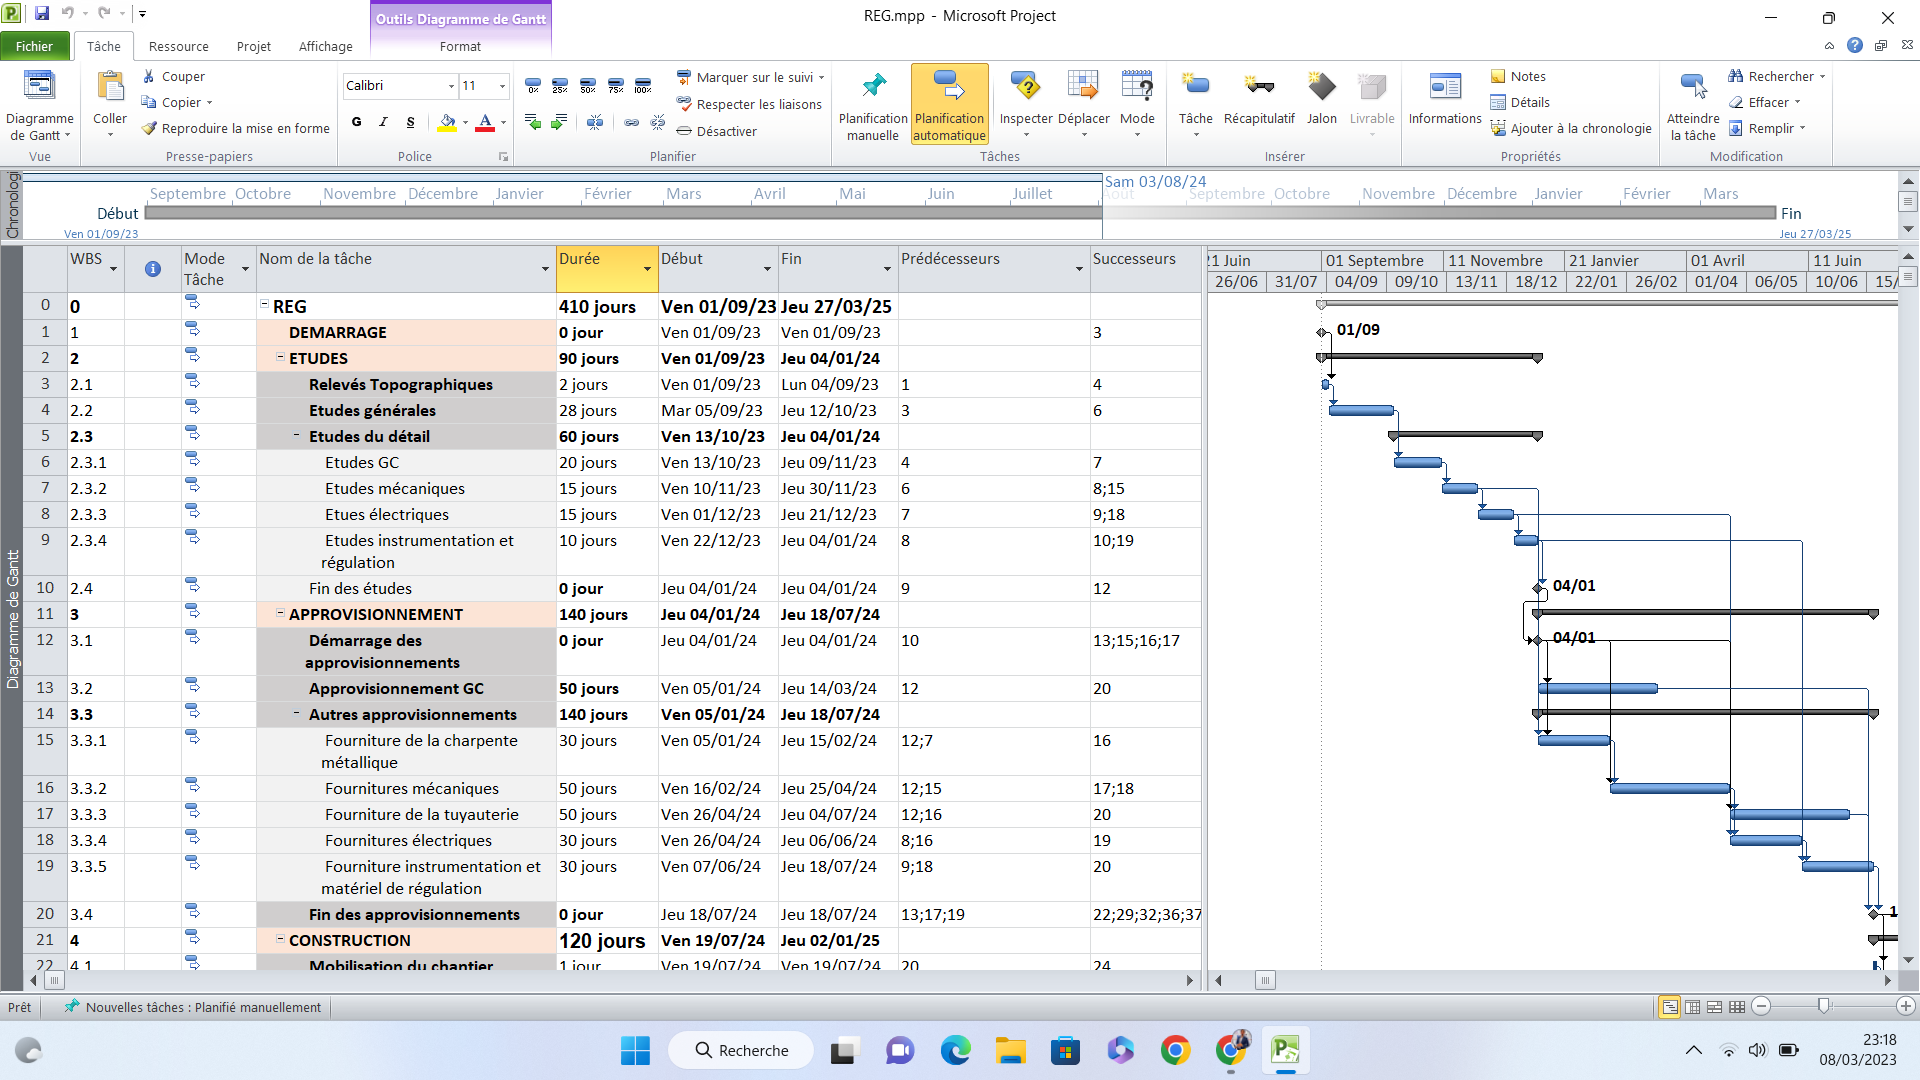 REG.mpp - Microsoft Project
Outils Diagramme de Gantt
Fichier Tâche Ressource Projet Affichage Format
Diagramme de Gantt
Vue
Coller
Couper
Copier
Reproduire la mise en forme
Presse-papiers
Calibri 11
G I S A
Police
0% 25% 50% 75% 100%
Marquer sur le suivi
Respecter les liaisons
Désactiver
Planifier
Planification manuelle
Planification automatique
Inspecter Déplacer Mode
Tâches
Tâche Récapitulatif Jalon Livrable
Insérer
Informations
Notes
Détails
Ajouter à la chronologie
Propriétés
Atteindre la tâche
Rechercher
Effacer
Remplir
Modification
Chronologi
Sam 03/08/24
Septembre Octobre Novembre Décembre Janvier Février Mars Avril Mai Juin Juillet Août Septembre Octobre Novembre Décembre Janvier Février Mars
Début
Ven 01/09/23
Fin
Jeu 27/03/25
Diagramme de Gantt
WBS Mode Tâche Nom de la tâche Durée Début Fin Prédécesseurs Successeurs
0 0 REG 410 jours Ven 01/09/23 Jeu 27/03/25
1 1 DEMARRAGE 0 jour Ven 01/09/23 Ven 01/09/23 3
2 2 ETUDES 90 jours Ven 01/09/23 Jeu 04/01/24
3 2.1 Relevés Topographiques 2 jours Ven 01/09/23 Lun 04/09/23 1 4
4 2.2 Etudes générales 28 jours Mar 05/09/23 Jeu 12/10/23 3 6
5 2.3 Etudes du détail 60 jours Ven 13/10/23 Jeu 04/01/24
6 2.3.1 Etudes GC 20 jours Ven 13/10/23 Jeu 09/11/23 4 7
7 2.3.2 Etudes mécaniques 15 jours Ven 10/11/23 Jeu 30/11/23 6 8;15
8 2.3.3 Etues électriques 15 jours Ven 01/12/23 Jeu 21/12/23 7 9;18
9 2.3.4 Etudes instrumentation et régulation 10 jours Ven 22/12/23 Jeu 04/01/24 8 10;19
10 2.4 Fin des études 0 jour Jeu 04/01/24 Jeu 04/01/24 9 12
11 3 APPROVISIONNEMENT 140 jours Jeu 04/01/24 Jeu 18/07/24
12 3.1 Démarrage des approvisionnements 0 jour Jeu 04/01/24 Jeu 04/01/24 10 13;15;16;17
13 3.2 Approvisionnement GC 50 jours Ven 05/01/24 Jeu 14/03/24 12 20
14 3.3 Autres approvisionnements 140 jours Ven 05/01/24 Jeu 18/07/24
15 3.3.1 Fourniture de la charpente métallique 30 jours Ven 05/01/24 Jeu 15/02/24 12;7 16
16 3.3.2 Fournitures mécaniques 50 jours Ven 16/02/24 Jeu 25/04/24 12;15 17;18
17 3.3.3 Fourniture de la tuyauterie 50 jours Ven 26/04/24 Jeu 04/07/24 12;16 20
18 3.3.4 Fournitures électriques 30 jours Ven 26/04/24 Jeu 06/06/24 8;16 19
19 3.3.5 Fourniture instrumentation et matériel de régulation 30 jours Ven 07/06/24 Jeu 18/07/24 9;18 20
20 3.4 Fin des approvisionnements 0 jour Jeu 18/07/24 Jeu 18/07/24 13;17;19 22;29;32;36;37
21 4 CONSTRUCTION 120 jours Ven 19/07/24 Jeu 02/01/25
22 4.1 Mobilisation du chantier 1 jour Ven 19/07/24 Ven 19/07/24 20 24
21 Juin 01 Septembre 11 Novembre 21 Janvier 01 Avril 11 Juin
26/06 31/07 04/09 09/10 13/11 18/12 22/01 26/02 01/04 06/05 10/06 15/
01/09
04/01
04/01
1
Prêt
Nouvelles tâches : Planifié manuellement
Recherche
23:18
08/03/2023